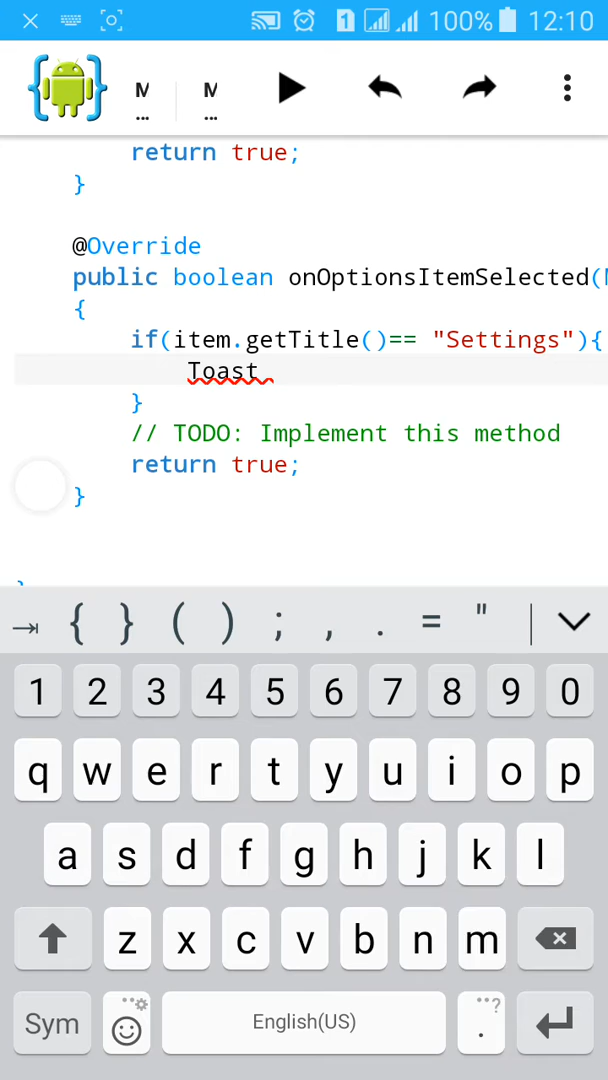 1 100% 12:10
M
...
M
...
return true;
}
@Override
public boolean onOptionsItemSelected(M
{
if(item.getTitle()== "Settings"){
Toast
}
// TODO: Implement this method
return true;
}
{ } ( ) ; , . = " |
1 2 3 4 5 6 7 8 9 0
q w e r t y u i o p
a s d f g h j k l
z x c v b n m
Sym English(US) . ?